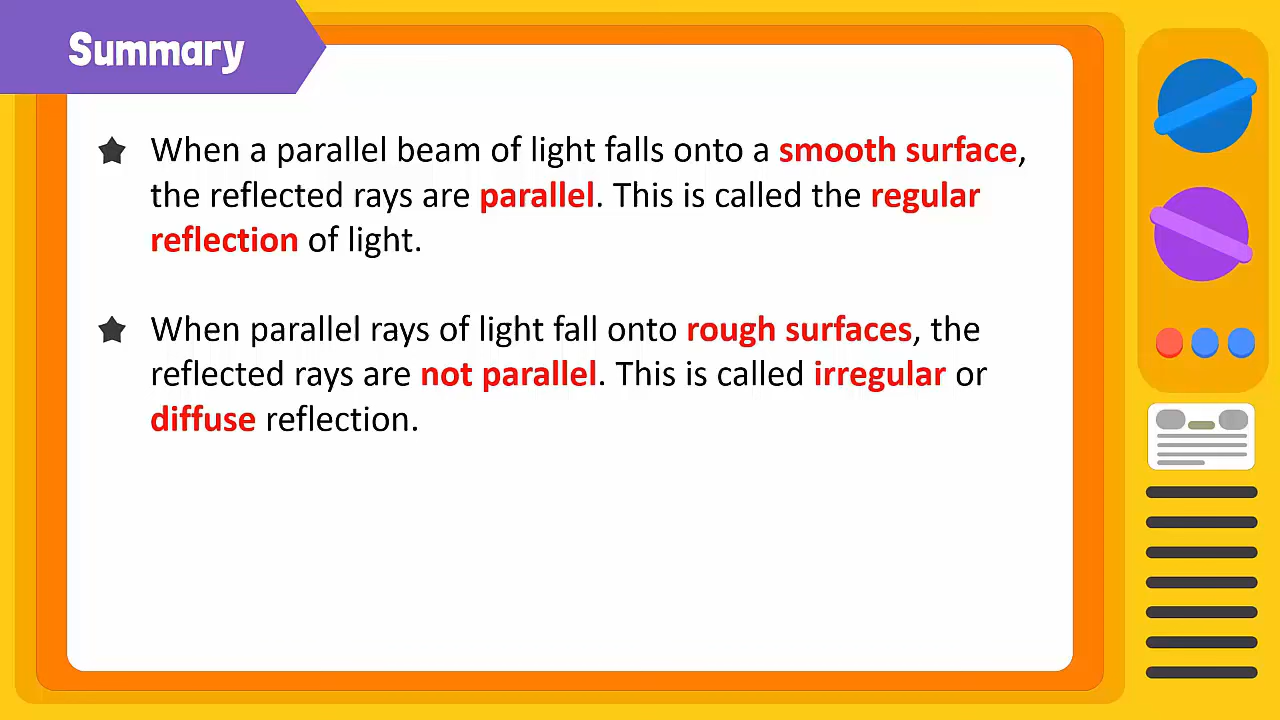 Summary
When a parallel beam of light falls onto a smooth surface,
the reflected rays are parallel. This is called the regular
reflection of light.
When parallel rays of light fall onto rough surfaces, the
reflected rays are not parallel. This is called irregular or
diffuse reflection.